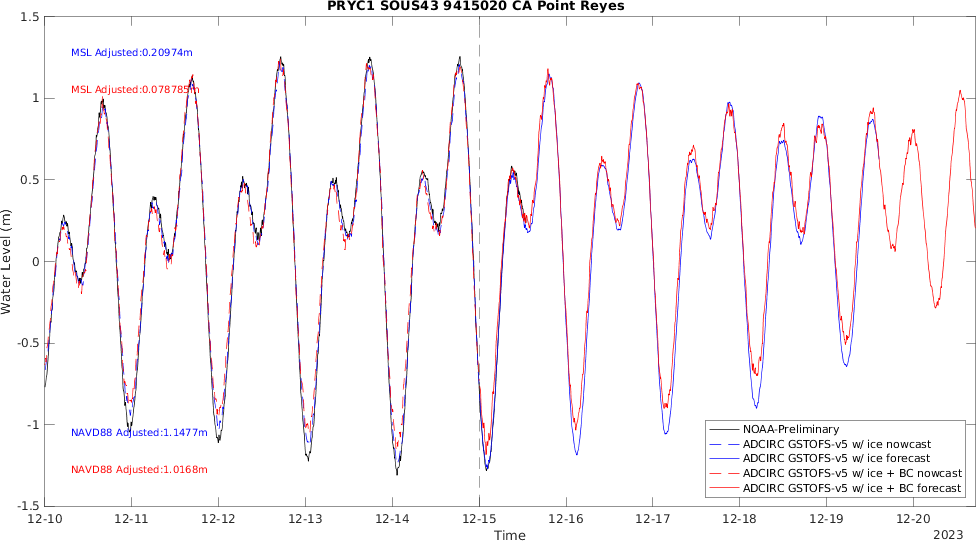 PRYC1 SOUS43 9415020 CA Point Reyes
1.5
MSL Adjusted:0.20974m
MSL Adjusted:0.078785m
1
0.5
0
-0.5
-1
-1.5
Water Level (m)
NAVD88 Adjusted:1.1477m
NAVD88 Adjusted:1.0168m
NOAA-Preliminary
ADCIRC GSTOFS-v5 w/ ice nowcast
ADCIRC GSTOFS-v5 w/ ice forecast
ADCIRC GSTOFS-v5 w/ ice + BC nowcast
ADCIRC GSTOFS-v5 w/ ice + BC forecast
12-10 12-11 12-12 12-13 12-14 12-15 12-16 12-17 12-18 12-19 12-20
Time
2023